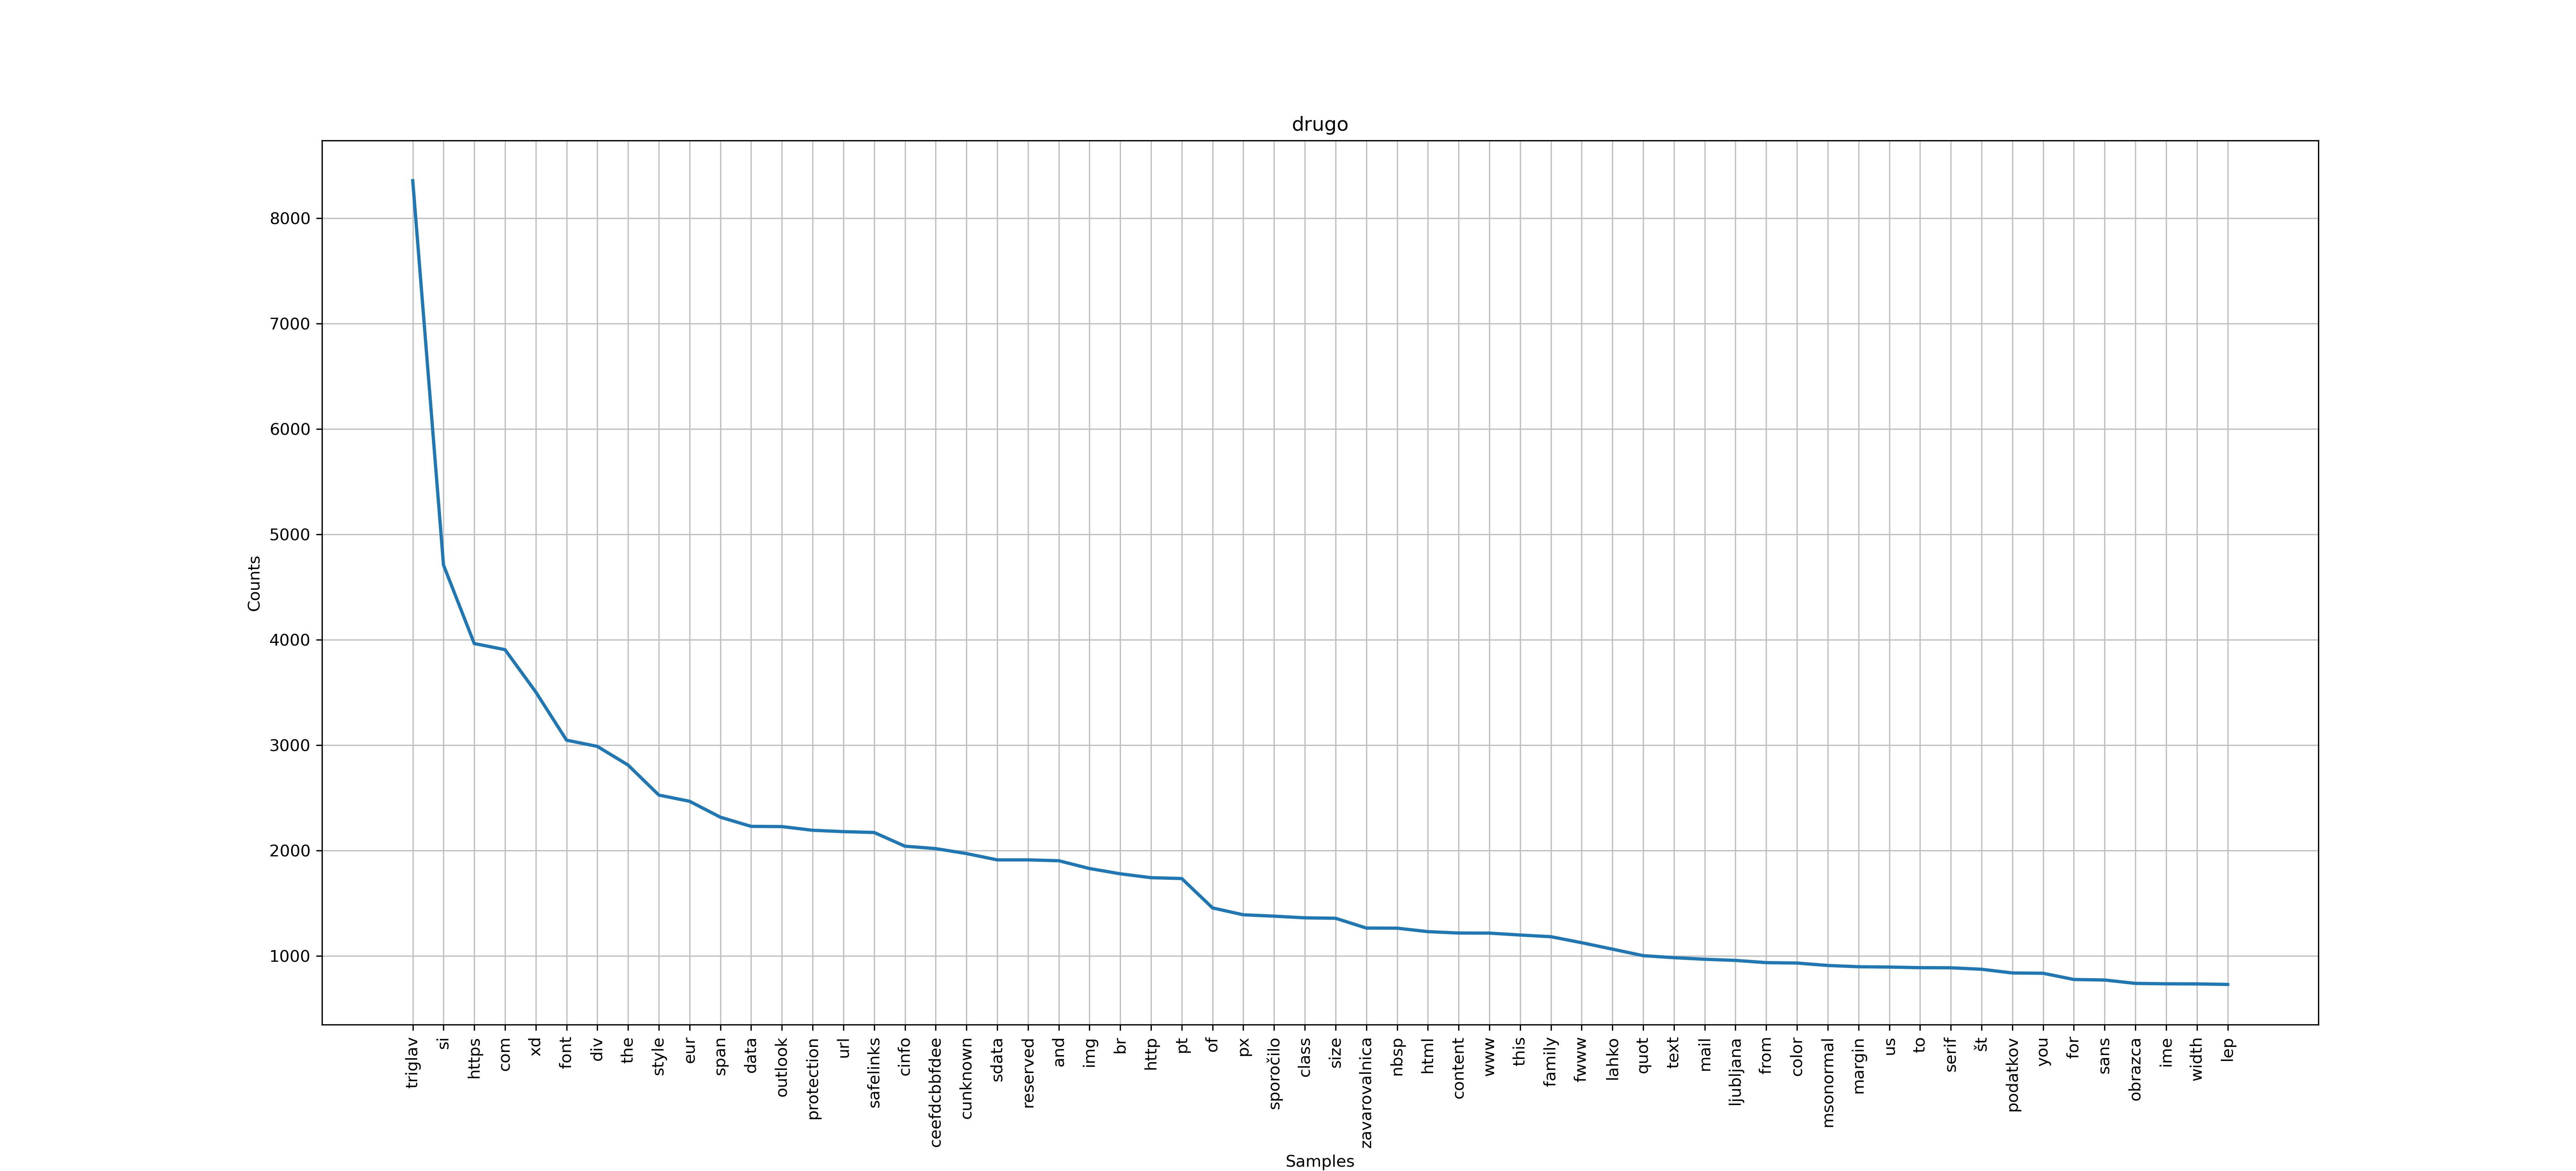 drugo
8000
7000
6000
5000
4000
3000
2000
1000
Counts
triglav
si
https
com
xd
font
div
the
style
eur
span
data
outlook
protection
url
safelinks
cinfo
ceefdcbbfdee
cunknown
sdata
reserved
and
img
br
http
pt
of
px
sporočilo
class
size
zavarovalnica
nbsp
html
content
www
this
family
fwww
lahko
quot
text
mail
ljubljana
from
color
msonormal
margin
us
to
serif
št
podatkov
you
for
sans
obrazca
ime
width
lep
Samples